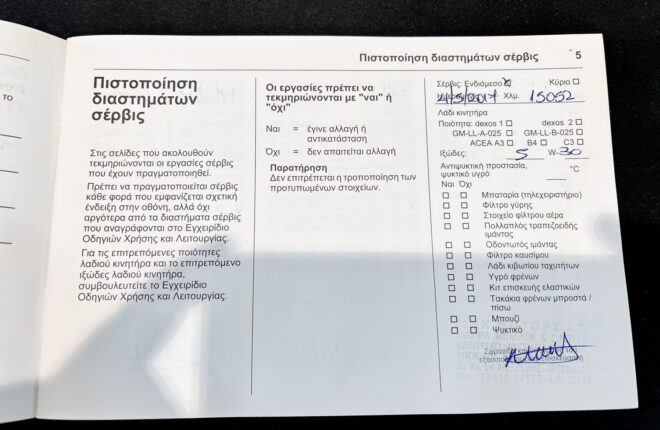 Πιστοποίηση διαστημάτων σέρβις 5
Πιστοποίηση
διαστημάτων
σέρβις
Στις σελίδες που ακολουθούν
τεκμηριώνονται οι εργασίες σέρβις
που έχουν πραγματοποιηθεί.
Πρέπει να πραγματοποιείται σέρβις
κάθε φορά που εμφανίζεται σχετική
ένδειξη στην οθόνη, αλλά όχι
αργότερα από τα διαστήματα σέρβις
που αναγράφονται στο Εγχειρίδιο
Οδηγιών Χρήσης και Λειτουργίας.
Για τις επιτρεπόμενες ποιότητες
λαδιού κινητήρα και το επιτρεπόμενο
ιξώδες λαδιού κινητήρα,
συμβουλευτείτε το Εγχειρίδιο
Οδηγιών Χρήσης και Λειτουργίας.
Οι εργασίες πρέπει να
τεκμηριώνονται με "ναι" ή
"όχι"
Ναι = έγινε αλλαγή ή
αντικατάσταση
Όχι = δεν απαιτείται αλλαγή
Παρατήρηση
Δεν επιτρέπεται η τροποποίηση των
προτυπωμένων στοιχείων.
Σέρβις: Ενδιάμεσο Κύριο
2017 Χλμ. 15052
Λάδι κινητήρα
Ποιότητα: dexos 1 dexos 2
GM-LL-A-025 GM-LL-B-025
ACEA A3 B4 C3
Ιξώδες: 5 W-30
Αντιψυκτική προστασία,
ψυκτικό υγρό °C
Ναι Όχι
Μπαταρία (τηλεχειριστήριο)
Φίλτρο γύρης
Στοιχείο φίλτρου αέρα
Πολλαπλός τραπεζοειδής
ιμάντας
Οδοντωτός ιμάντας
Φίλτρο καυσίμου
Λάδι κιβωτίου ταχυτήτων
Υγρό φρένων
Κιτ επισκευής ελαστικών
Τακάκια φρένων μπροστά /
πίσω
Μπουζί
Ψυκτικό